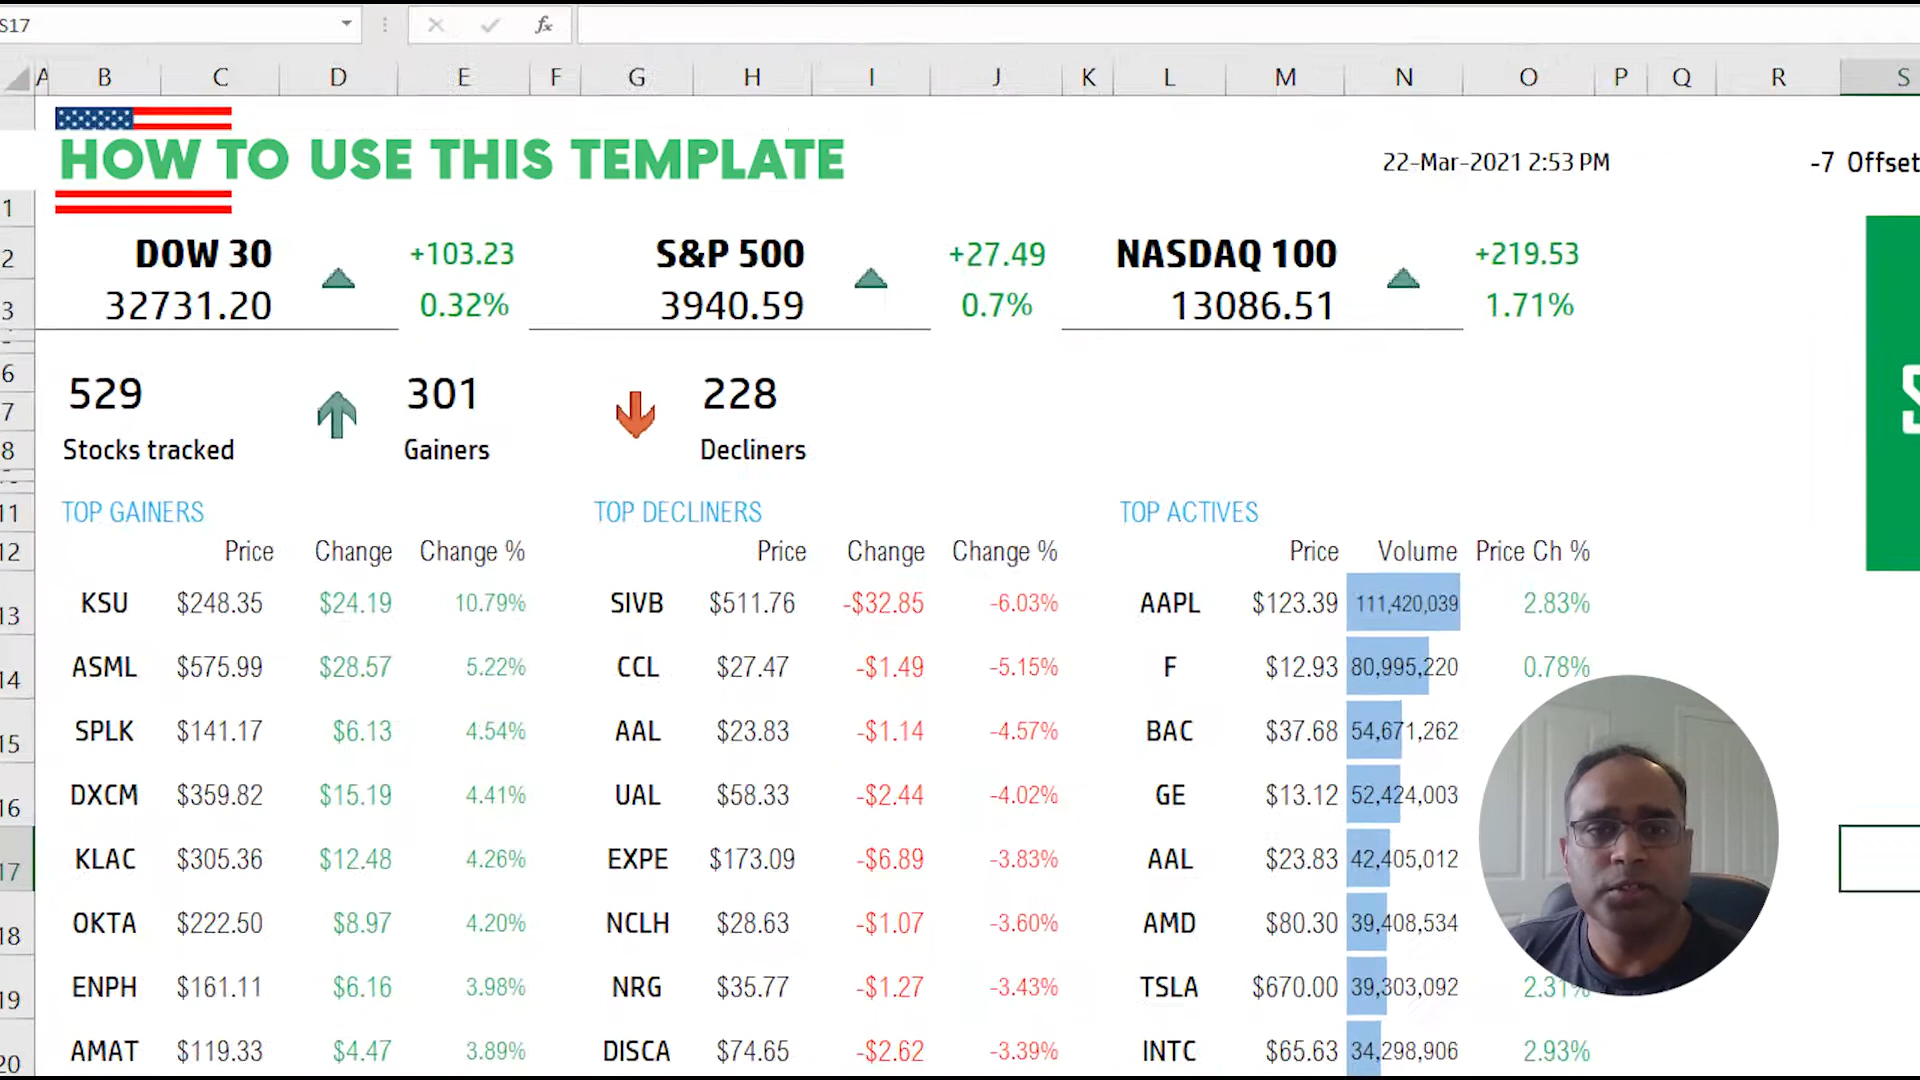 S17 fx
A B C D E F G H I J K L M N O P Q R S
HOW TO USE THIS TEMPLATE 22-Mar-2021 2:53 PM -7 Offset
1
2 DOW 30 +103.23 S&P 500 +27.49 NASDAQ 100 +219.53
3 32731.20 0.32% 3940.59 0.7% 13086.51 1.71%
6 529 301 228
7
8 Stocks tracked Gainers Decliners
11 TOP GAINERS TOP DECLINERS TOP ACTIVES
12 Price Change Change % Price Change Change % Price Volume Price Ch %
13 KSU $248.35 $24.19 10.79% SIVB $511.76 -$32.85 -6.03% AAPL $123.39 111,420,039 2.83%
14 ASML $575.99 $28.57 5.22% CCL $27.47 -$1.49 -5.15% F $12.93 80,995,220 0.78%
15 SPLK $141.17 $6.13 4.54% AAL $23.83 -$1.14 -4.57% BAC $37.68 54,671,262
16 DXCM $359.82 $15.19 4.41% UAL $58.33 -$2.44 -4.02% GE $13.12 52,424,003
17 KLAC $305.36 $12.48 4.26% EXPE $173.09 -$6.89 -3.83% AAL $23.83 42,405,012
18 OKTA $222.50 $8.97 4.20% NCLH $28.63 -$1.07 -3.60% AMD $80.30 39,408,534
19 ENPH $161.11 $6.16 3.98% NRG $35.77 -$1.27 -3.43% TSLA $670.00 39,303,092 2.31%
20 AMAT $119.33 $4.47 3.89% DISCA $74.65 -$2.62 -3.39% INTC $65.63 34,298,906 2.93%